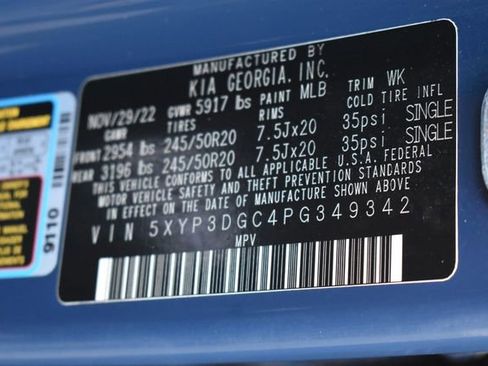 MANUFACTURED BY
KIA GEORGIA. INC.
NOV/29/22 GVWR 5917 lbs PAINT MLB TRIM WK
GAWR TIRES COLD TIRE INFL
FRONT 2954 lbs 245/50R20 7.5Jx20 35psi SINGLE
REAR 3196 lbs 245/50R20 7.5Jx20 35psi SINGLE
THIS VEHICLE CONFORMS TO ALL APPLICABLE U.S.A. FEDERAL
MOTOR VEHICLE SAFETY AND THEFT PREVENTION STANDARDS
IN EFFECT ON THE DATE OF MANUFACTURE SHOWN ABOVE
VIN 5XYP3DGC4PG349342
MPV
9110